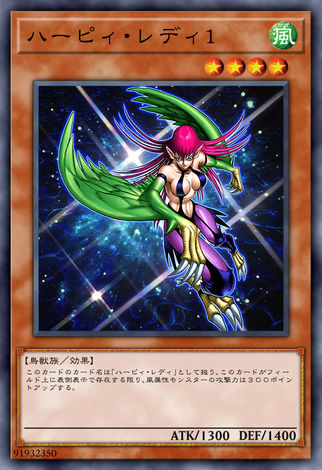 ハーピィ・レディ1
風
【鳥獣族／効果】
このカードのカード名は「ハーピィ・レディ」として扱う。このカードがフィー
ルド上に表側表示で存在する限り、風属性モンスターの攻撃力は３００ポイン
トアップする。
ATK/1300 DEF/1400
91932350